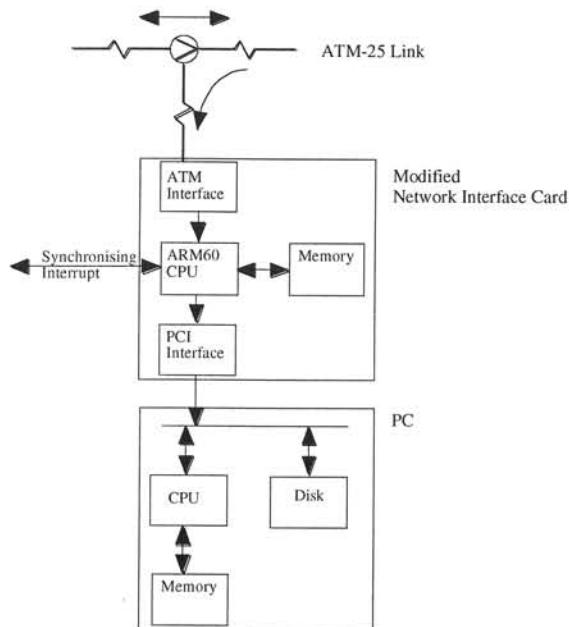 ATM-25 Link
ATM
Interface
Modified
Network Interface Card
Synchronising
Interrupt
ARM60
CPU
Memory
PCI
Interface
PC
CPU
Disk
Memory